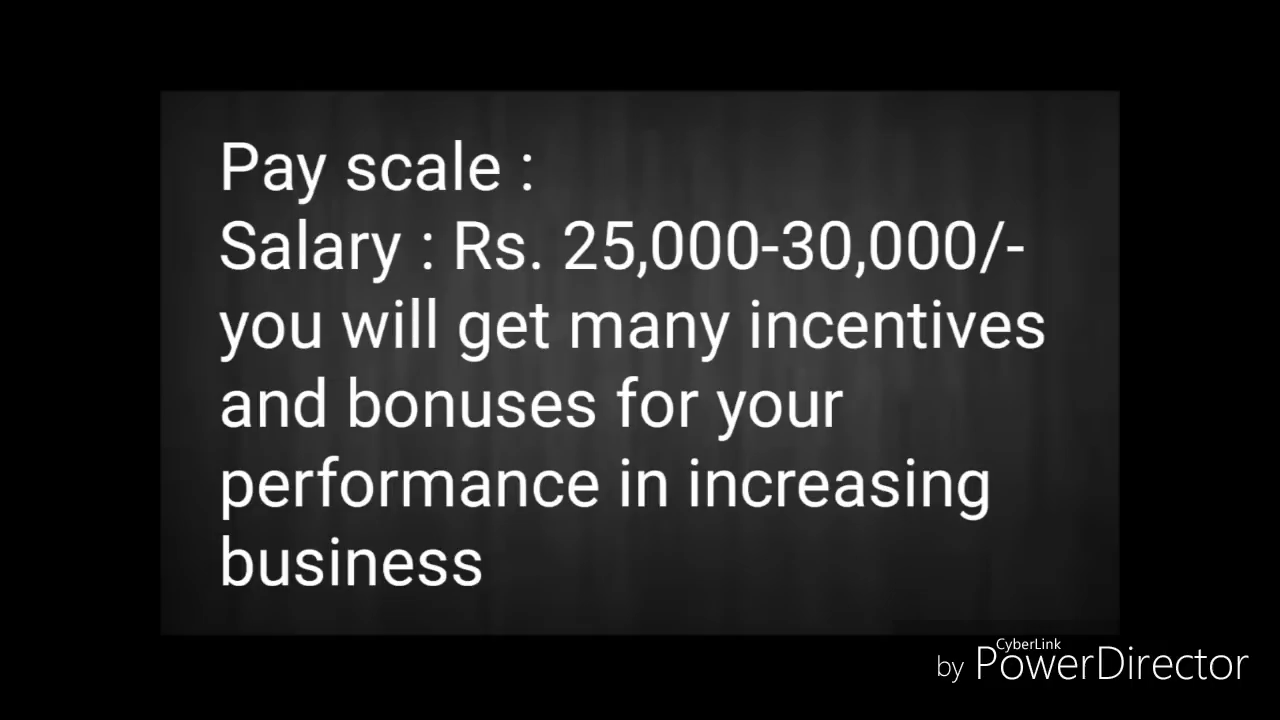 Pay scale :
Salary : Rs. 25,000-30,000/-
you will get many incentives
and bonuses for your
performance in increasing
business
CyberLink
by PowerDirector